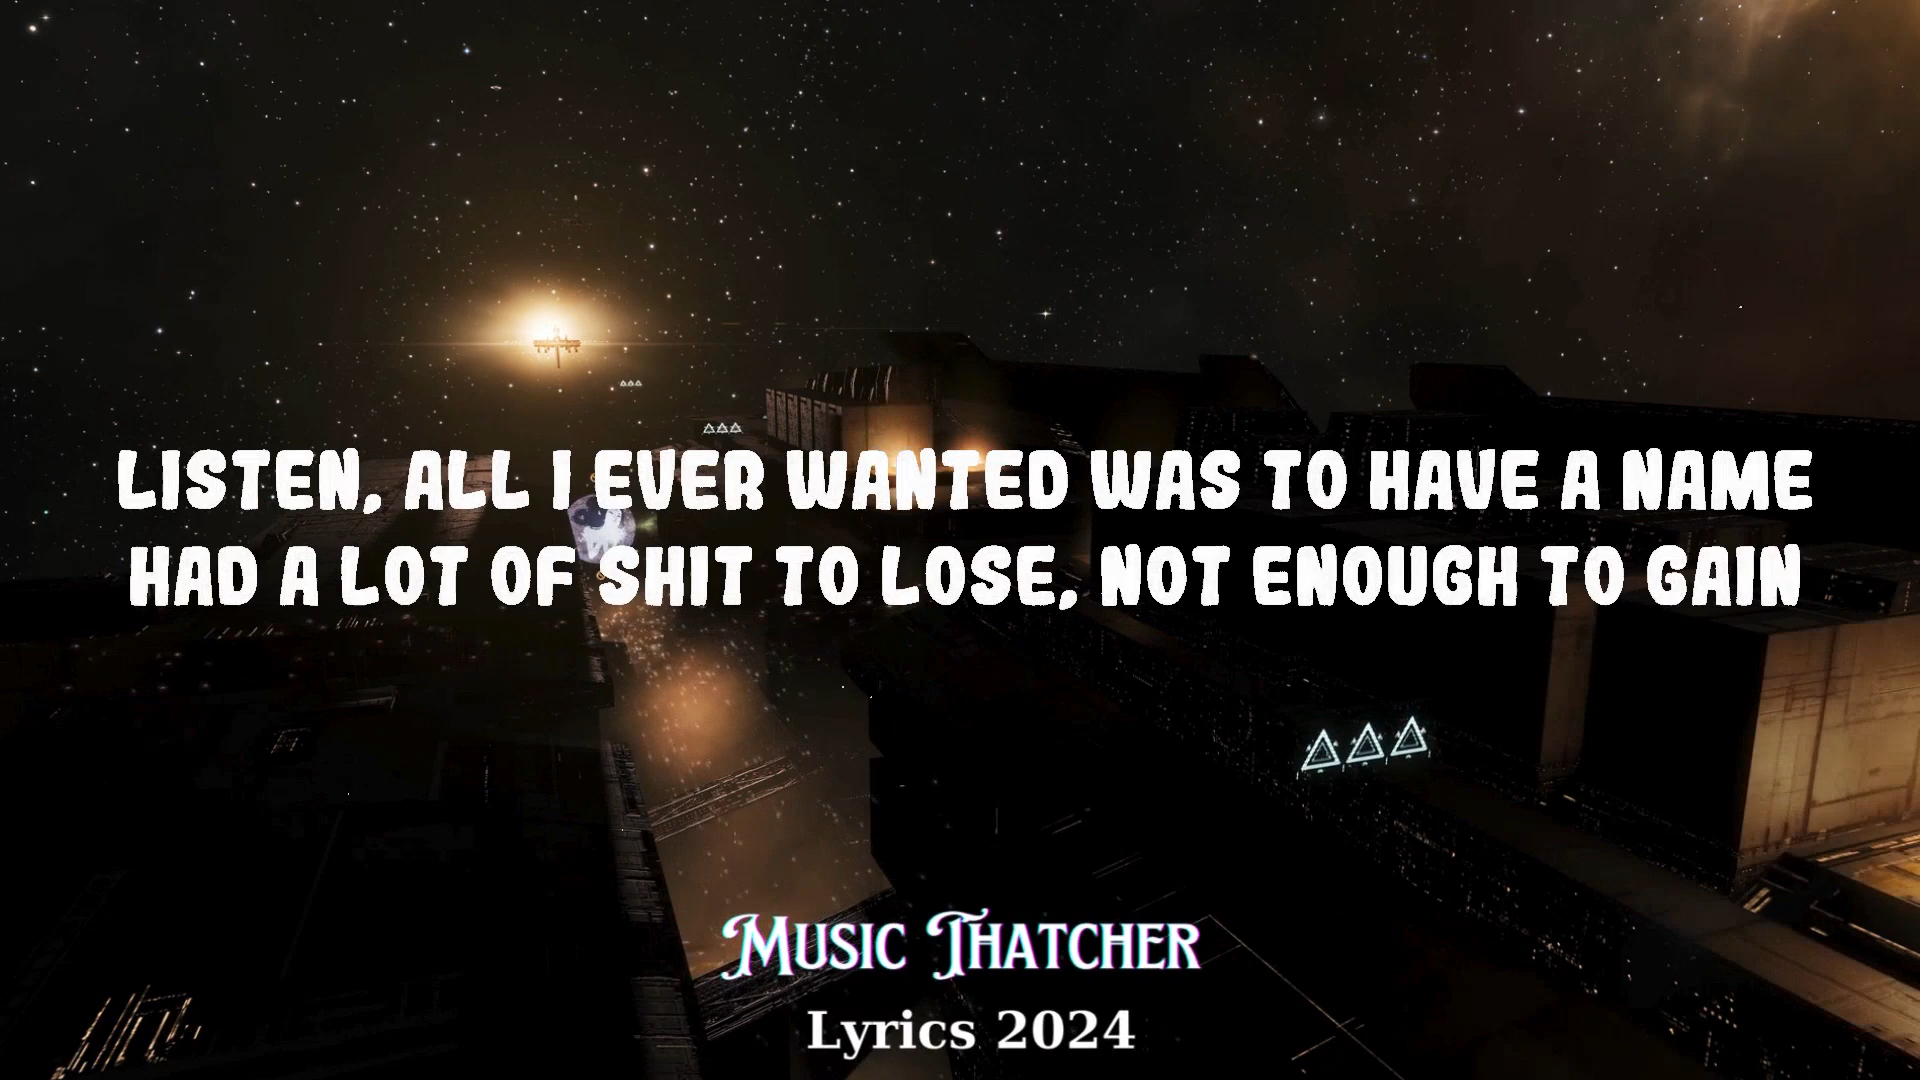 LISTEN, ALL I EVER WANTED WAS TO HAVE A NAME
HAD A LOT OF SHIT TO LOSE, NOT ENOUGH TO GAIN
MUSIC THATCHER
Lyrics 2024